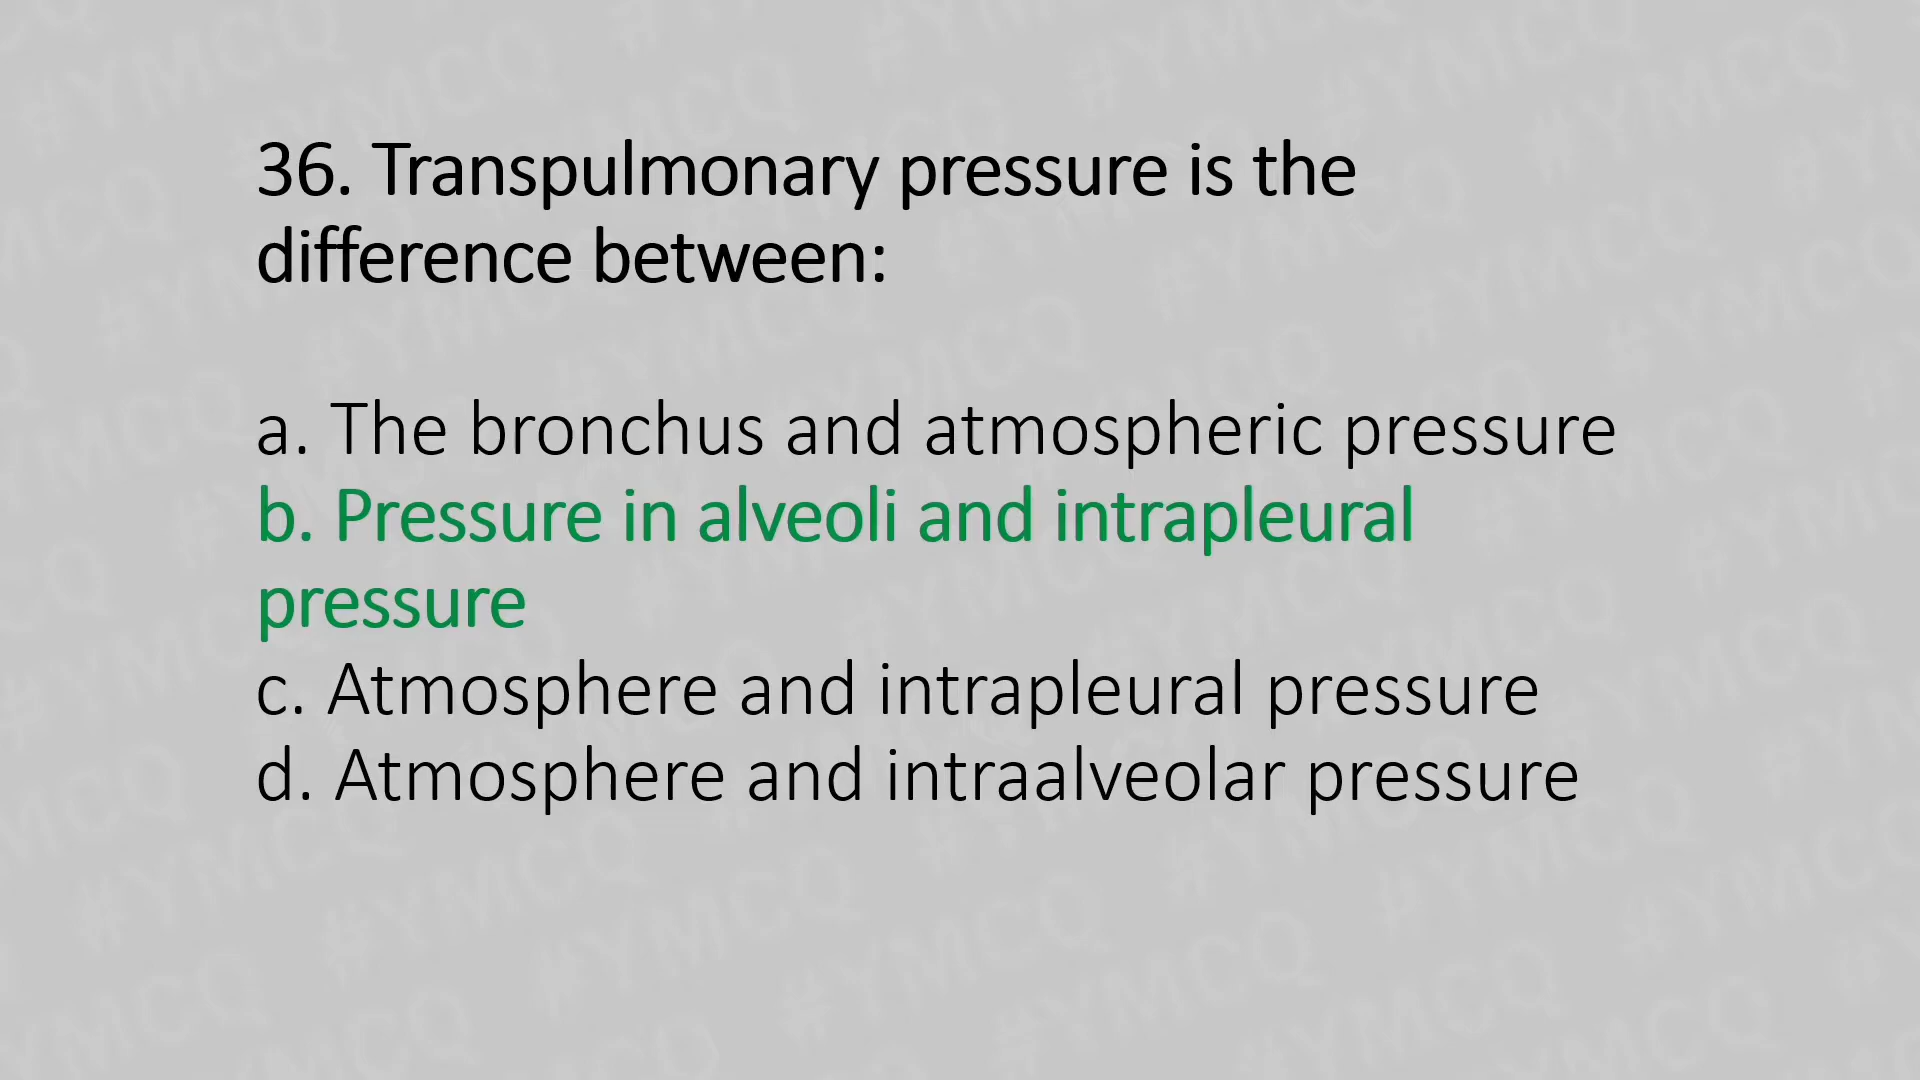 36. Transpulmonary pressure is the
difference between:
a. The bronchus and atmospheric pressure
b. Pressure in alveoli and intrapleural
pressure
c. Atmosphere and intrapleural pressure
d. Atmosphere and intraalveolar pressure
#YMCQ